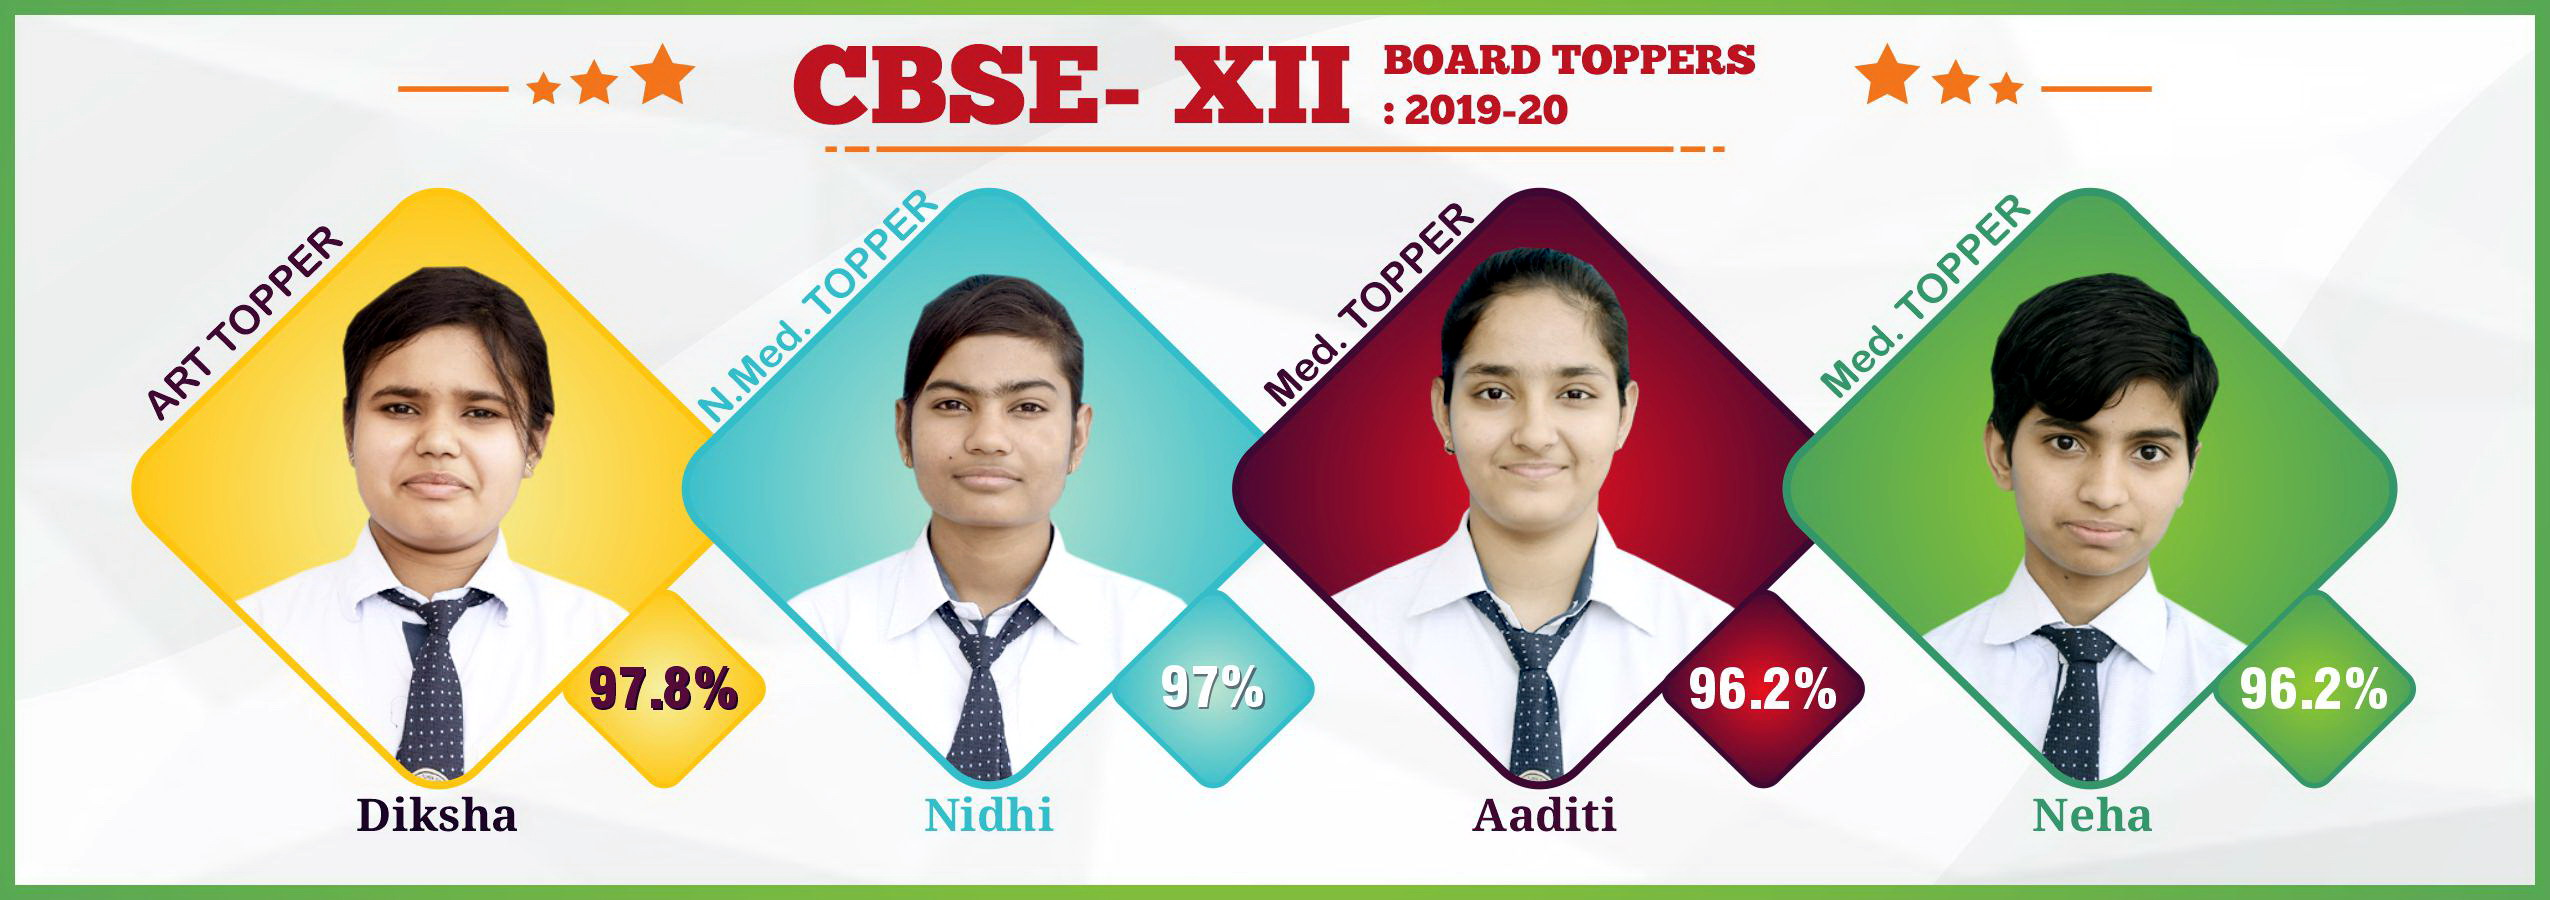 CBSE- XII
BOARD TOPPERS
: 2019-20
ART TOPPER
97.8%
Diksha
N.Med. TOPPER
97%
Nidhi
Med. TOPPER
96.2%
Aaditi
Med. TOPPER
96.2%
Neha